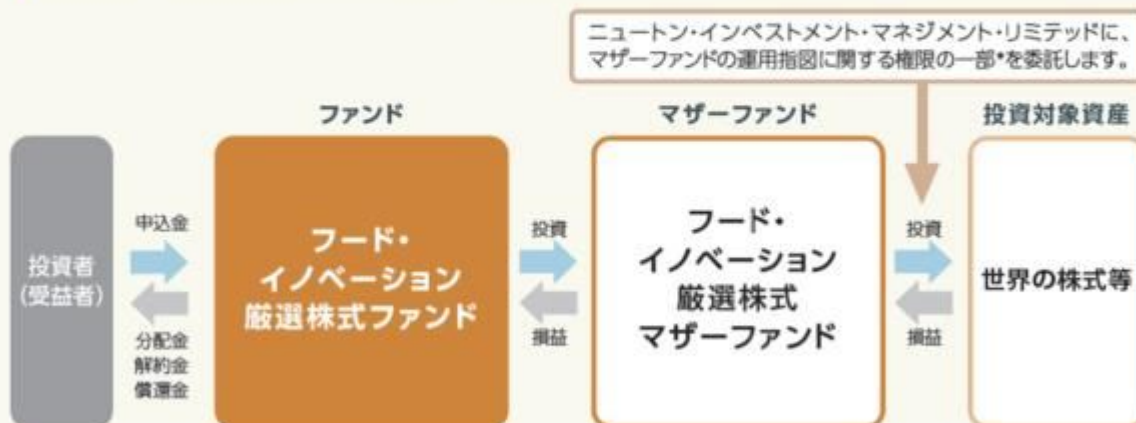 ニュートン・インベストメント・マネジメント・リミテッドに、
マザーファンドの運用指図に関する権限の一部*を委託します。
ファンド
マザーファンド
投資対象資産
投資者
(受益者)
申込金
分配金
解約金
償還金
フード・
イノベーション
厳選株式ファンド
投資
損益
フード・
イノベーション
厳選株式
マザーファンド
投資
損益
世界の株式等